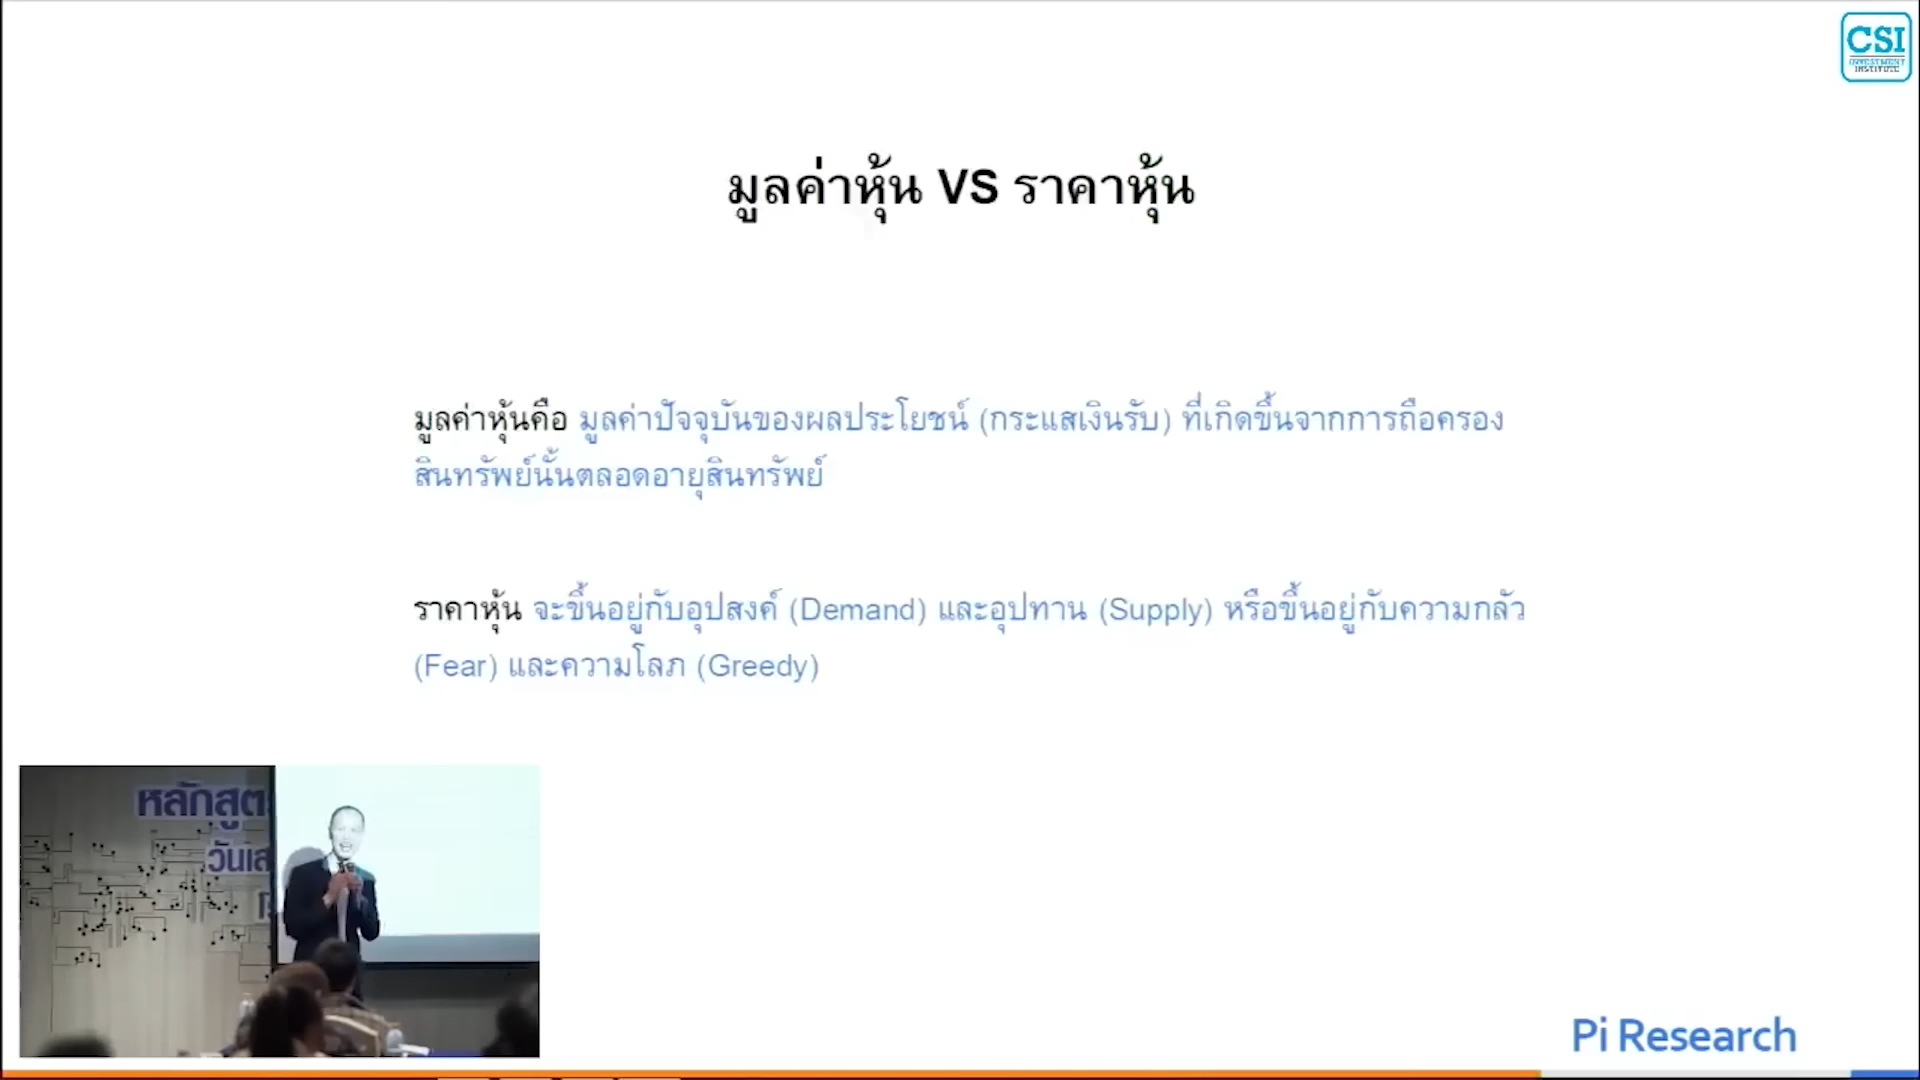 CSI
INVESTMENT
INSTITUTE
มูลค่าหุ้น VS ราคาหุ้น
มูลค่าหุ้นคือ มูลค่าปัจจุบันของผลประโยชน์ (กระแสเงินรับ) ที่เกิดขึ้นจากการถือครอง
สินทรัพย์นั้นตลอดอายุสินทรัพย์
ราคาหุ้น จะขึ้นอยู่กับอุปสงค์ (Demand) และอุปทาน (Supply) หรือขึ้นอยู่กับความกลัว
(Fear) และความโลภ (Greedy)
หลักสูต
วันเส
Pi Research